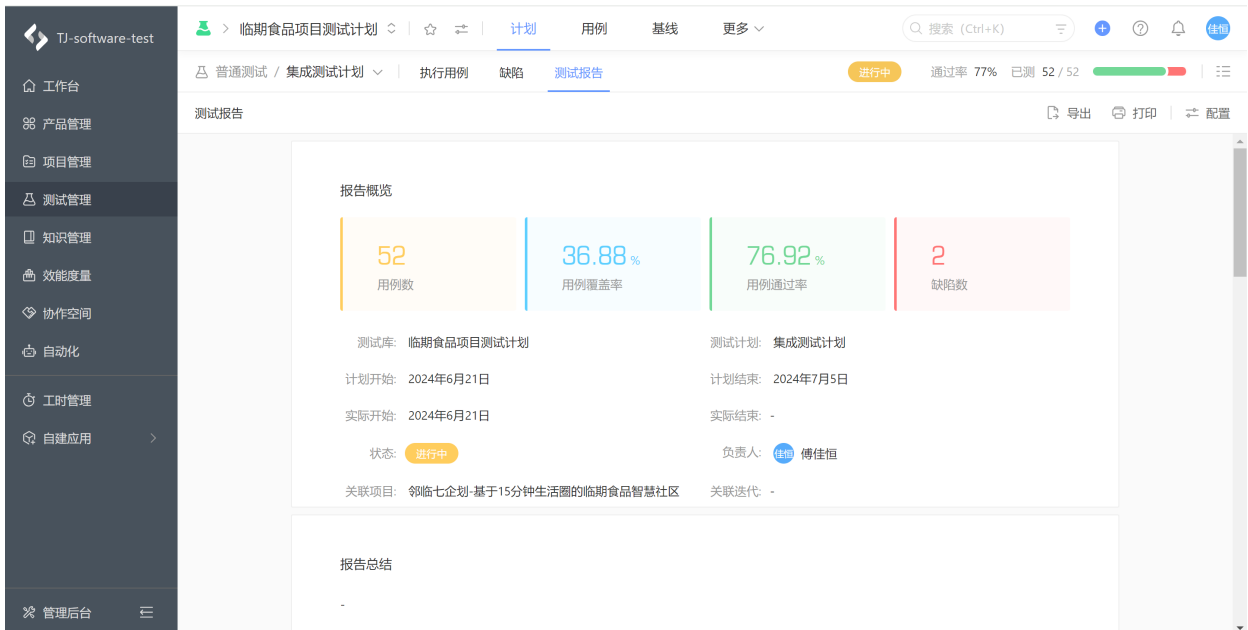 TJ-software-test
工作台
产品管理
项目管理
测试管理
知识管理
效能度量
协作空间
自动化
工时管理
自建应用
管理后台
临期食品项目测试计划 计划 用例 基线 更多 搜索 (Ctrl+K) 佳恒
普通测试 / 集成测试计划 执行用例 缺陷 测试报告 进行中 通过率 77% 已测 52 / 52
测试报告 导出 打印 配置
报告概览
52 36.88 % 76.92 % 2
用例数 用例覆盖率 用例通过率 缺陷数
测试库: 临期食品项目测试计划 测试计划: 集成测试计划
计划开始: 2024年6月21日 计划结束: 2024年7月5日
实际开始: 2024年6月21日 实际结束: -
状态: 进行中 负责人: 佳恒 傅佳恒
关联项目: 邻临七企划-基于15分钟生活圈的临期食品智慧社区 关联迭代: -
报告总结
-